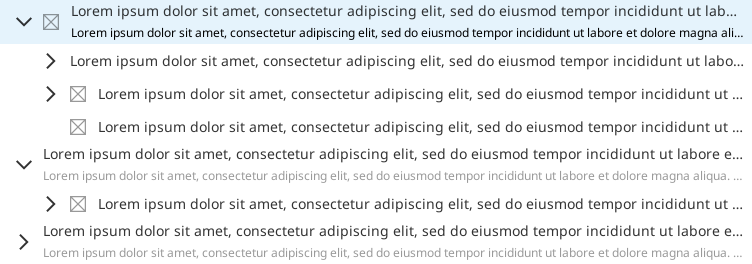 Lorem ipsum dolor sit amet, consectetur adipiscing elit, sed do eiusmod tempor incididunt ut lab...
Lorem ipsum dolor sit amet, consectetur adipiscing elit, sed do eiusmod tempor incididunt ut labore et dolore magna ali...
Lorem ipsum dolor sit amet, consectetur adipiscing elit, sed do eiusmod tempor incididunt ut labo...
Lorem ipsum dolor sit amet, consectetur adipiscing elit, sed do eiusmod tempor incididunt ut ...
Lorem ipsum dolor sit amet, consectetur adipiscing elit, sed do eiusmod tempor incididunt ut ...
Lorem ipsum dolor sit amet, consectetur adipiscing elit, sed do eiusmod tempor incididunt ut labore e...
Lorem ipsum dolor sit amet, consectetur adipiscing elit, sed do eiusmod tempor incididunt ut labore et dolore magna aliqua. ...
Lorem ipsum dolor sit amet, consectetur adipiscing elit, sed do eiusmod tempor incididunt ut ...
Lorem ipsum dolor sit amet, consectetur adipiscing elit, sed do eiusmod tempor incididunt ut labore e...
Lorem ipsum dolor sit amet, consectetur adipiscing elit, sed do eiusmod tempor incididunt ut labore et dolore magna aliqua. ...